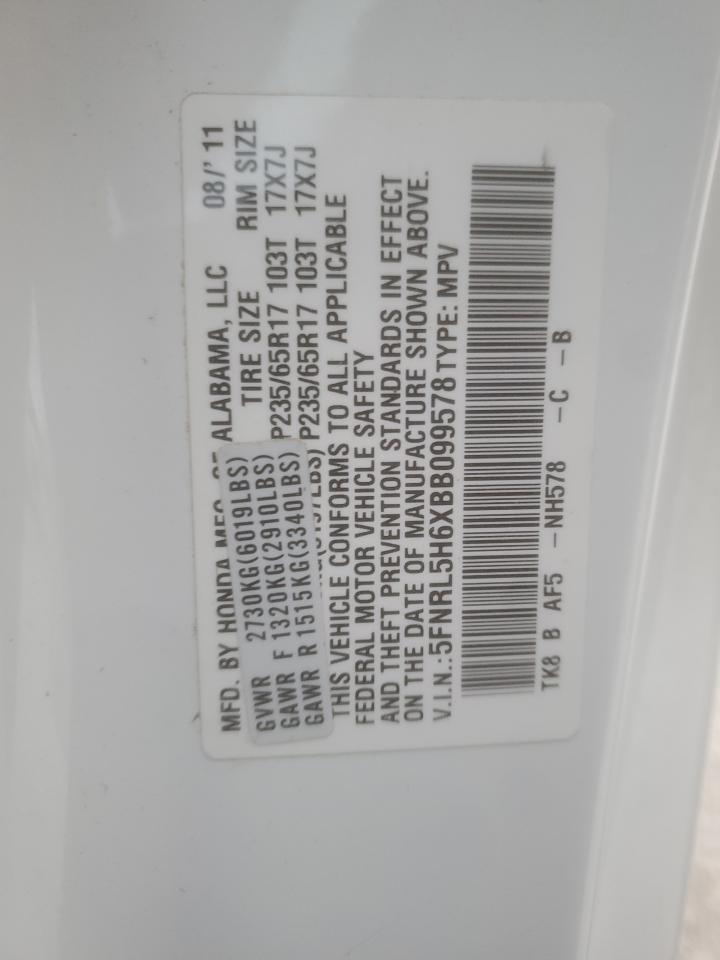 MFD. BY HONDA MFG. OF ALABAMA, LLC 08/'11
TIRE SIZE RIM SIZE
GVWR 2730KG(6019LBS)
GAWR F 1320KG(2910LBS) P235/65R17 103T 17X7J
GAWR R 1515KG(3340LBS) P235/65R17 103T 17X7J
THIS VEHICLE CONFORMS TO ALL APPLICABLE
FEDERAL MOTOR VEHICLE SAFETY
AND THEFT PREVENTION STANDARDS IN EFFECT
ON THE DATE OF MANUFACTURE SHOWN ABOVE.
V.I.N.:5FNRL5H6XBB099578 TYPE: MPV
TK8 B AF5 -NH578 -C -B